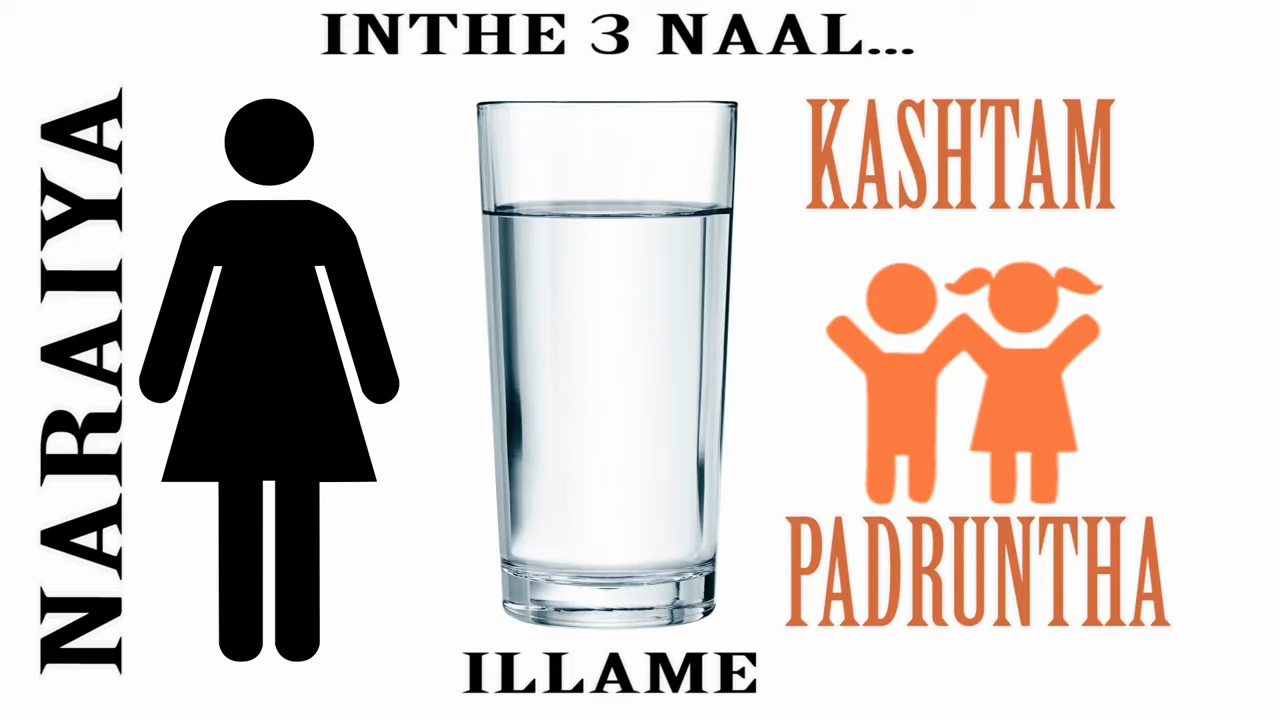 INTHE 3 NAAL...
NARAIYA
ILLAME
KASHTAM
PADRUNTHA